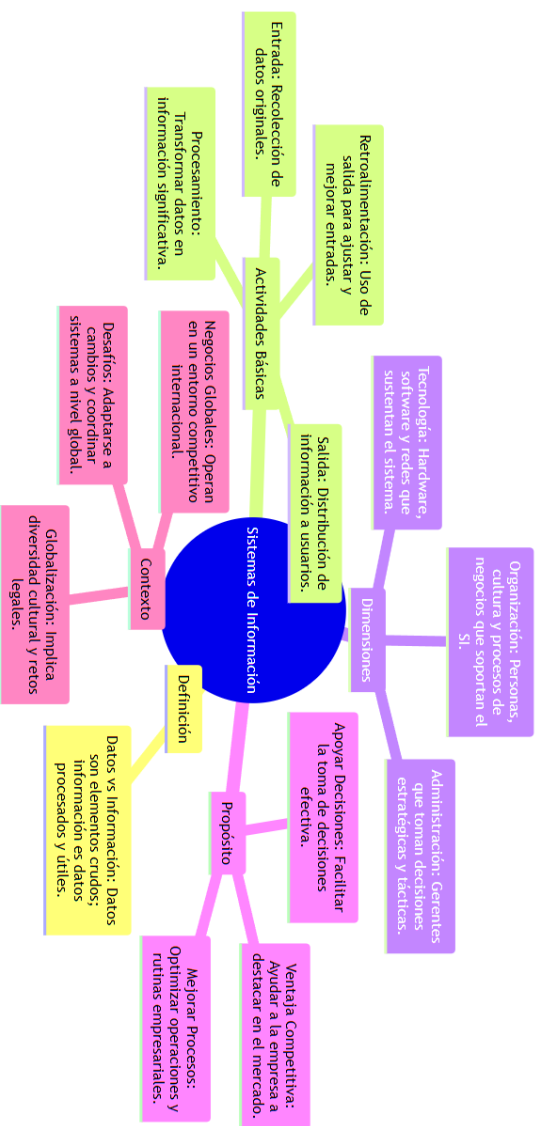 Sistemas de Información
Definición
Datos vs Información: Datos
son elementos crudos;
información es datos
procesados y útiles.
Propósito
Apoyar Decisiones: Facilitar
la toma de decisiones
efectiva.
Ventaja Competitiva:
Ayudar a la empresa a
destacar en el mercado.
Mejorar Procesos:
Optimizar operaciones y
rutinas empresariales.
Dimensiones
Organización: Personas,
cultura y procesos de
negocios que soportan el
SI.
Administración: Gerentes
que toman decisiones
estratégicas y tácticas.
Tecnología: Hardware,
software y redes que
sustentan el sistema.
Actividades Básicas
Entrada: Recolección de
datos originales.
Procesamiento:
Transformar datos en
información significativa.
Salida: Distribución de
información a usuarios.
Retroalimentación: Uso de
salida para ajustar y
mejorar entradas.
Contexto
Negocios Globales: Operan
en un entorno competitivo
internacional.
Desafíos: Adaptarse a
cambios y coordinar
sistemas a nivel global.
Globalización: Implica
diversidad cultural y retos
legales.